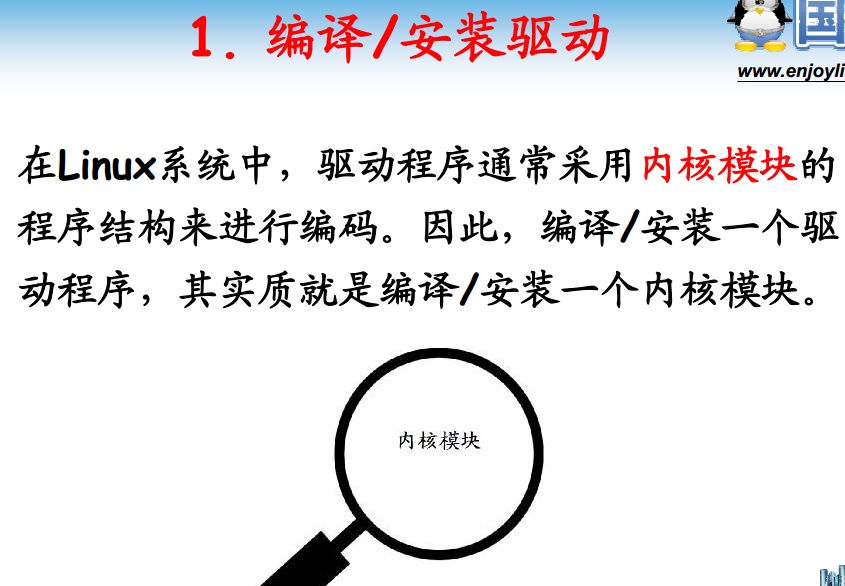 1. 编译/安装驱动
国
www.enjoyli
在Linux系统中，驱动程序通常采用内核模块的
程序结构来进行编码。因此，编译/安装一个驱
动程序，其实质就是编译/安装一个内核模块。
内核模块